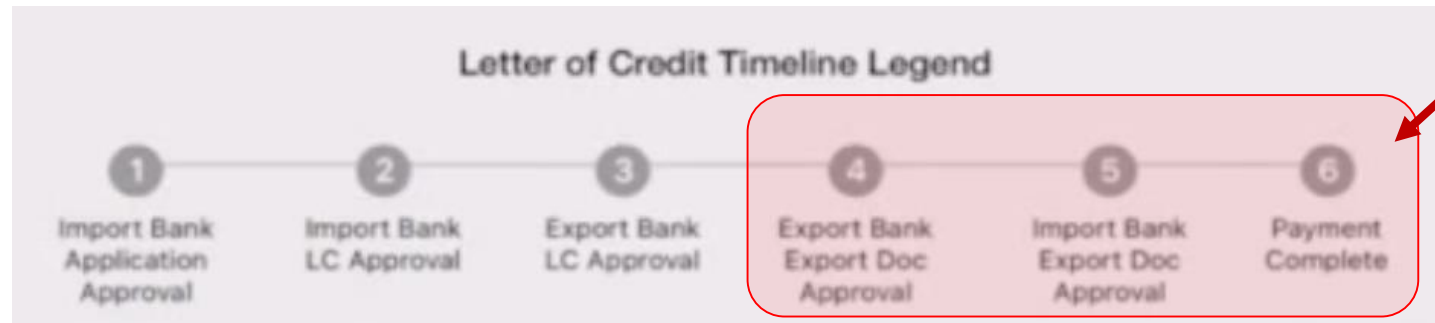 Letter of Credit Timeline Legend
1
2
3
4
5
6
Import Bank
Application
Approval
Import Bank
LC Approval
Export Bank
LC Approval
Export Bank
Export Doc
Approval
Import Bank
Export Doc
Approval
Payment
Complete